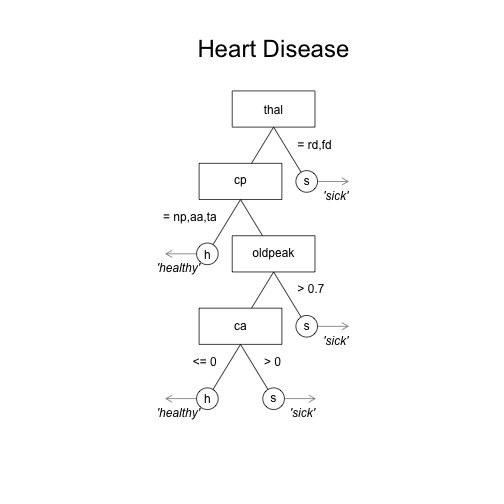 Heart Disease
thal
= rd,fd
cp
s
'sick'
= np,aa,ta
h
'healthy'
oldpeak
> 0.7
ca
s
'sick'
<= 0
> 0
h
'healthy'
s
'sick'